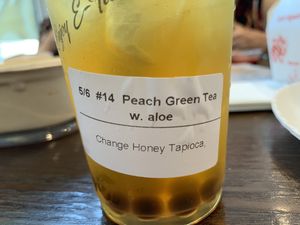 5/6 #14 Peach Green Tea
w. aloe
Change Honey Tapioca,